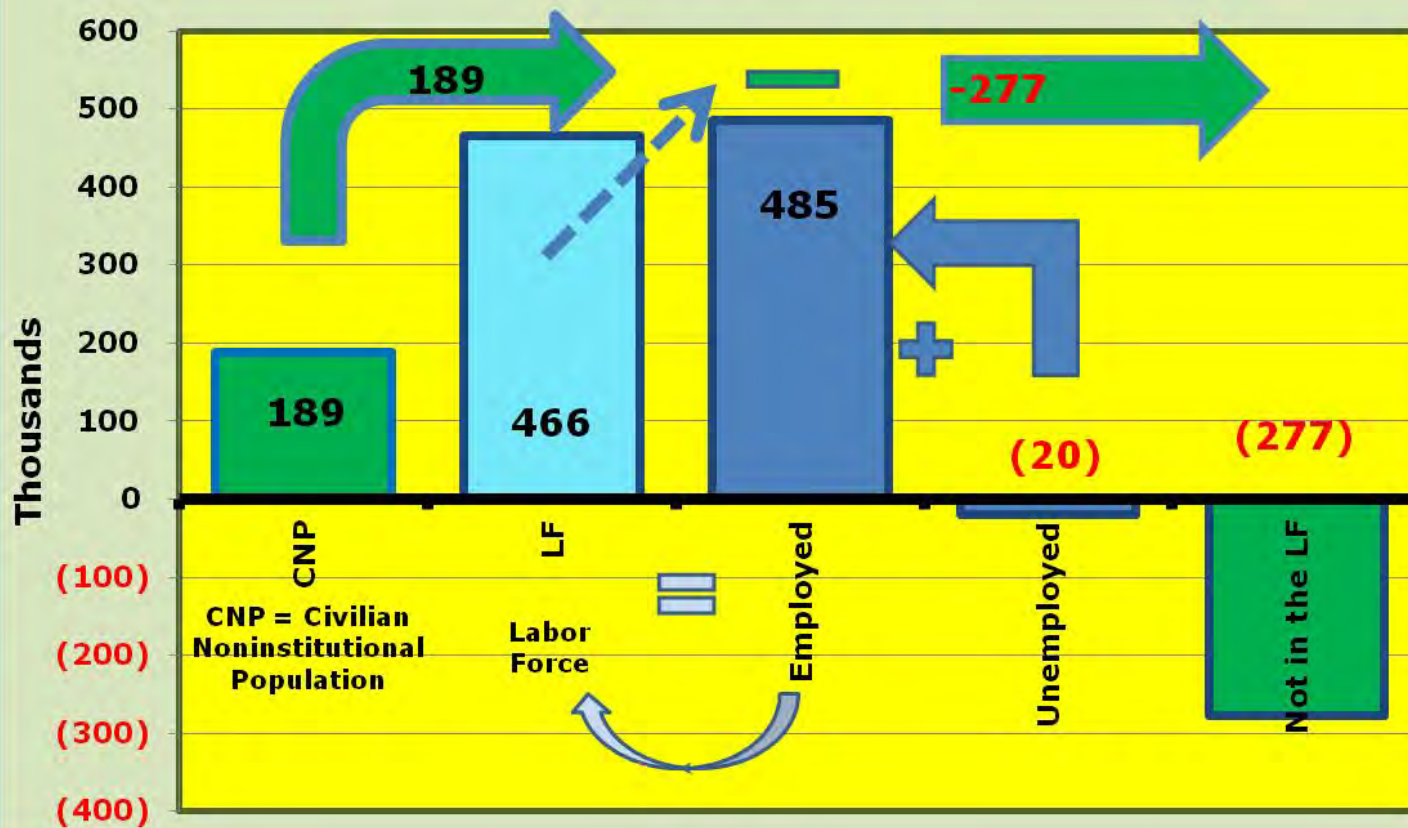 Thousands
600
500
400
300
200
100
0
(100)
(200)
(300)
(400)
189
-277
189
466
485
(20)
(277)
CNP
LF
Employed
Unemployed
Not in the LF
CNP = Civilian
Noninstitutional
Population
Labor
Force